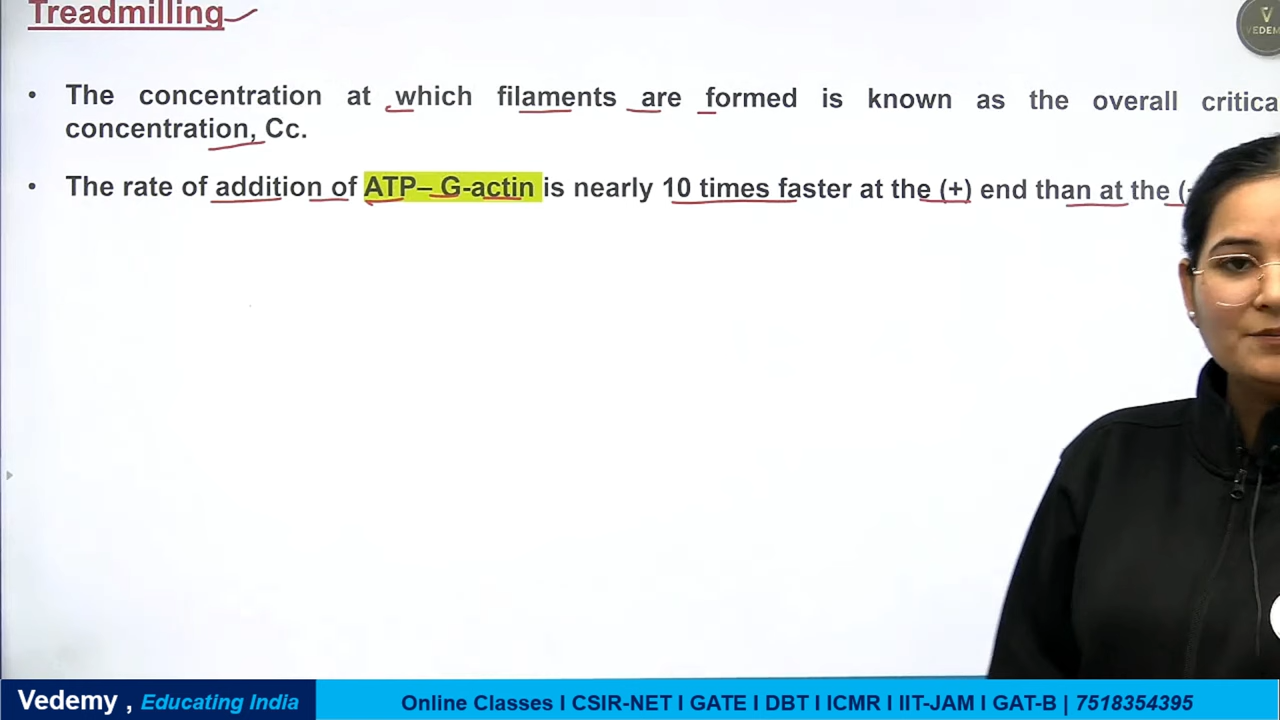 Treadmilling
• The concentration at which filaments are formed is known as the overall critica
concentration, Cc.
• The rate of addition of ATP– G-actin is nearly 10 times faster at the (+) end than at the (-
V
VEDEM
Vedemy , Educating India
Online Classes I CSIR-NET I GATE I DBT I ICMR I IIT-JAM I GAT-B | 7518354395